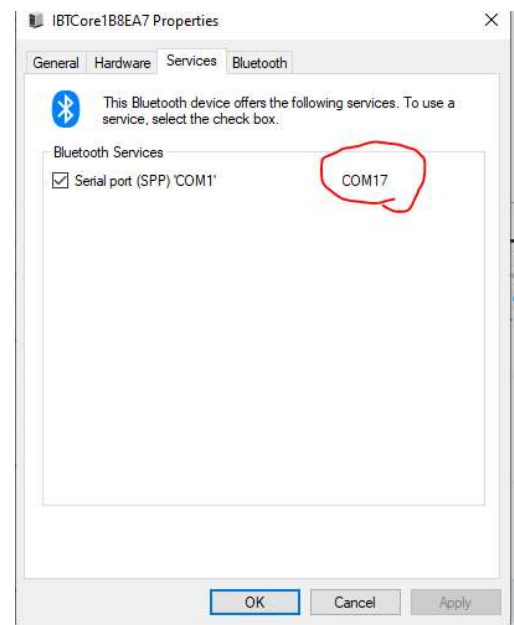 IBTCore1B8EA7 Properties
General Hardware Services Bluetooth
This Bluetooth device offers the following services. To use a
service, select the check box.
Bluetooth Services
Serial port (SPP) 'COM1' COM17
OK Cancel Apply